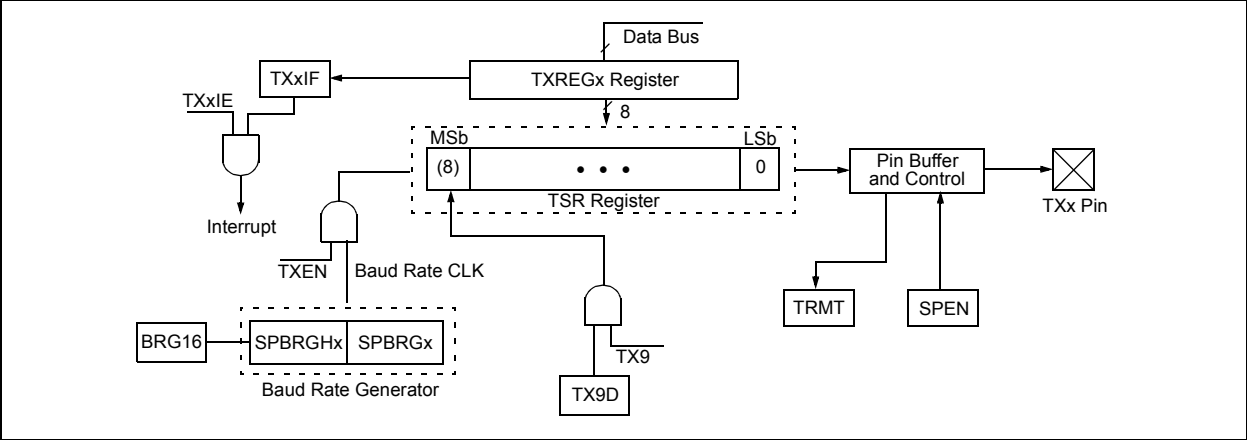 Data Bus
TXxIF
TXREGx Register
TXxIE
8
MSb
LSb
(8)
• • •
0
Pin Buffer
and Control
TSR Register
TXx Pin
Interrupt
TXEN
Baud Rate CLK
TRMT
SPEN
BRG16
SPBRGHx
SPBRGx
TX9
Baud Rate Generator
TX9D